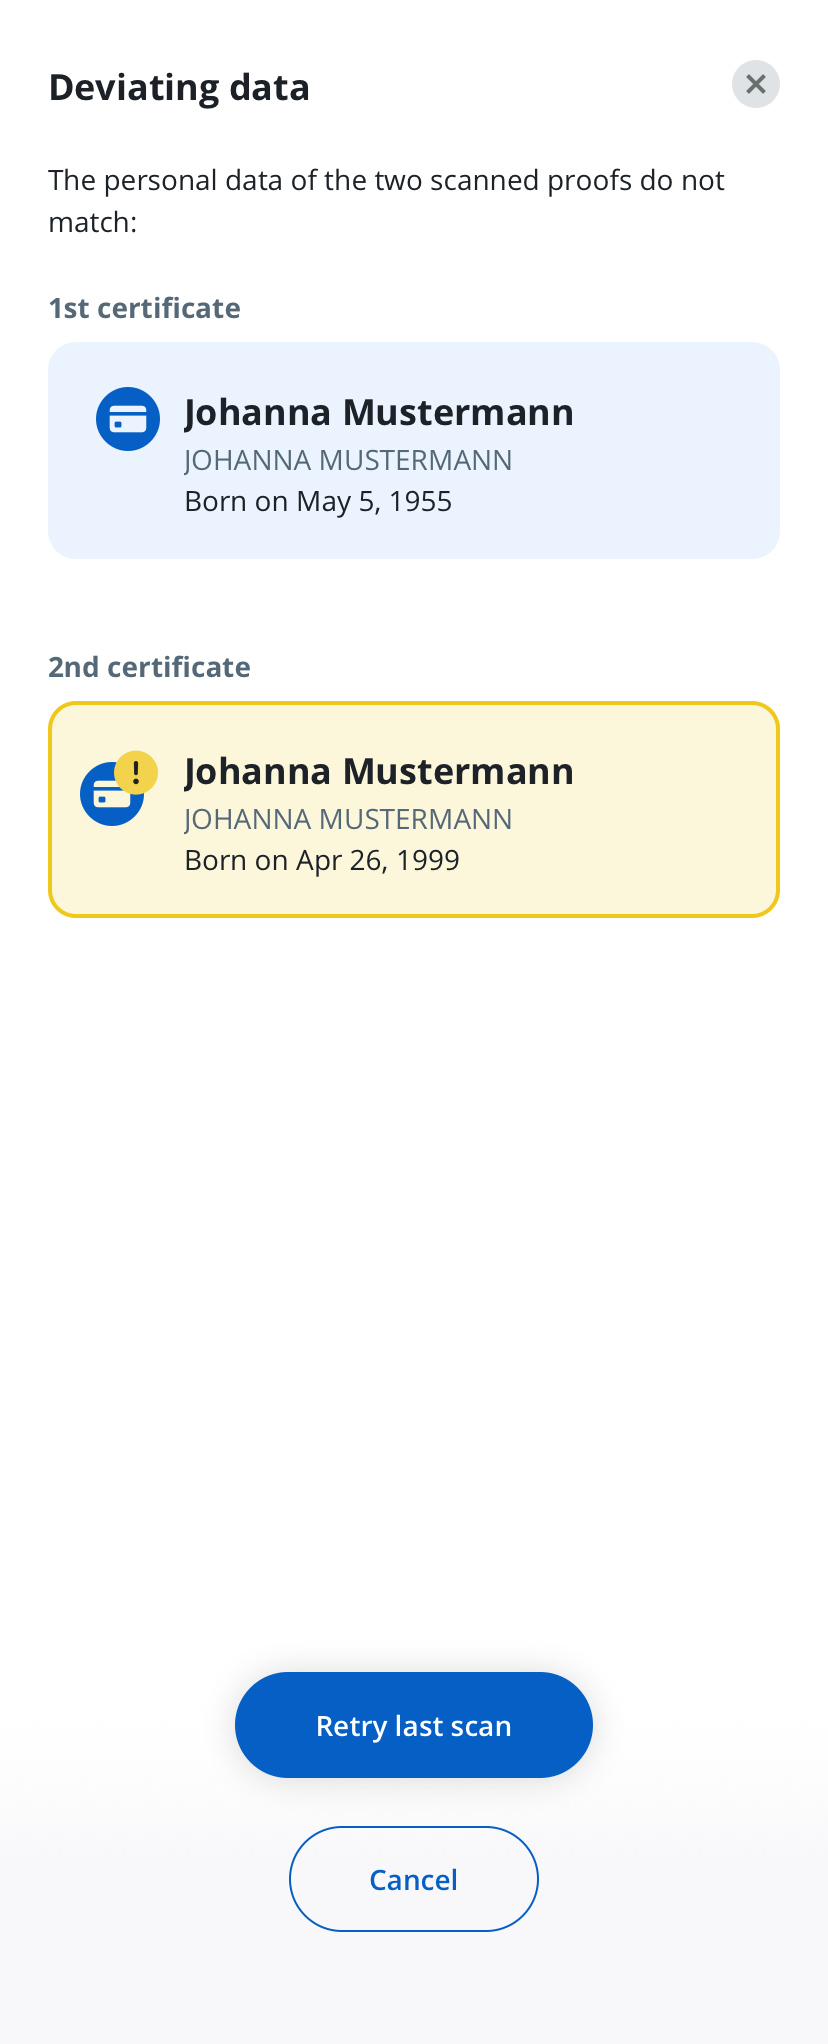 Deviating data
The personal data of the two scanned proofs do not
match:
1st certificate
Johanna Mustermann
JOHANNA MUSTERMANN
Born on May 5, 1955
2nd certificate
Johanna Mustermann
JOHANNA MUSTERMANN
Born on Apr 26, 1999
Retry last scan
Cancel